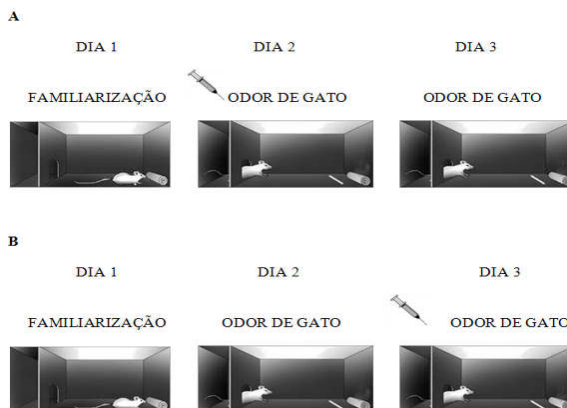 A
DIA 1 DIA 2 DIA 3
FAMILIARIZAÇÃO ODOR DE GATO ODOR DE GATO
B
DIA 1 DIA 2 DIA 3
FAMILIARIZAÇÃO ODOR DE GATO ODOR DE GATO